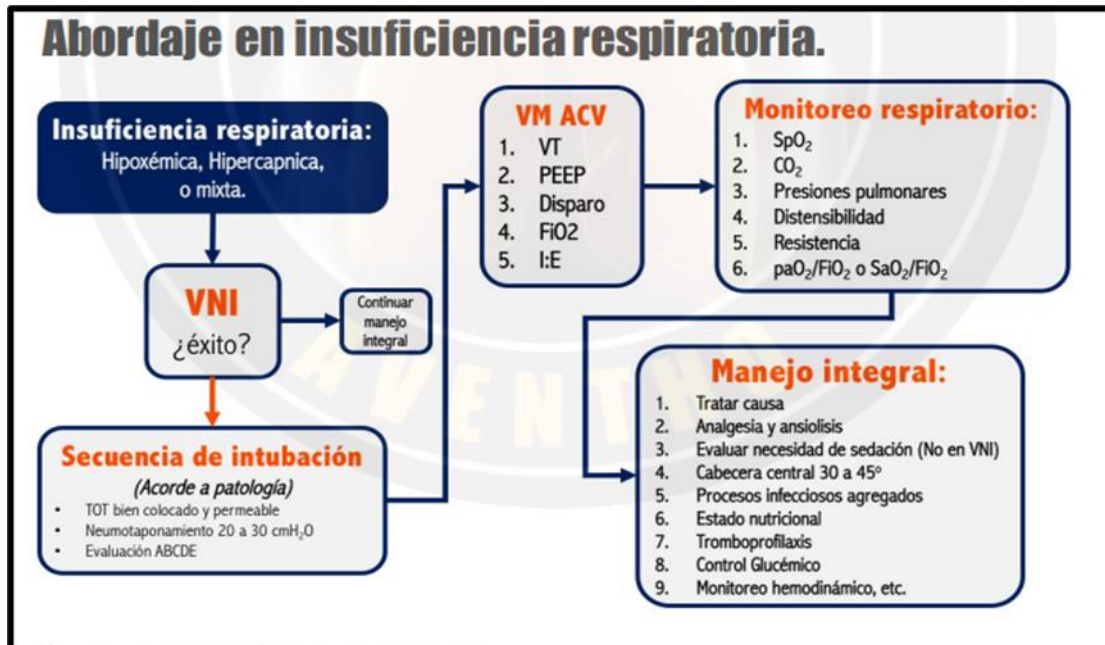 Abordaje en insuficiencia respiratoria.
Insuficiencia respiratoria:
Hipoxémica, Hipercapnica,
o mixta.
VNI
¿éxito?
Continuar
manejo
integral
Secuencia de intubación
(Acorde a patología)
• TOT bien colocado y permeable
• Neumotaponamiento 20 a 30 cmH₂O
• Evaluación ABCDE
VM ACV
1. VT
2. PEEP
3. Disparo
4. FiO2
5. I:E
Monitoreo respiratorio:
1. SpO₂
2. CO₂
3. Presiones pulmonares
4. Distensibilidad
5. Resistencia
6. paO₂/FiO₂ o SaO₂/FiO₂
Manejo integral:
1. Tratar causa
2. Analgesia y ansiolisis
3. Evaluar necesidad de sedación (No en VNI)
4. Cabecera central 30 a 45º
5. Procesos infecciosos agregados
6. Estado nutricional
7. Tromboprofilaxis
8. Control Glucémico
9. Monitoreo hemodinámico, etc.
AVENTHO